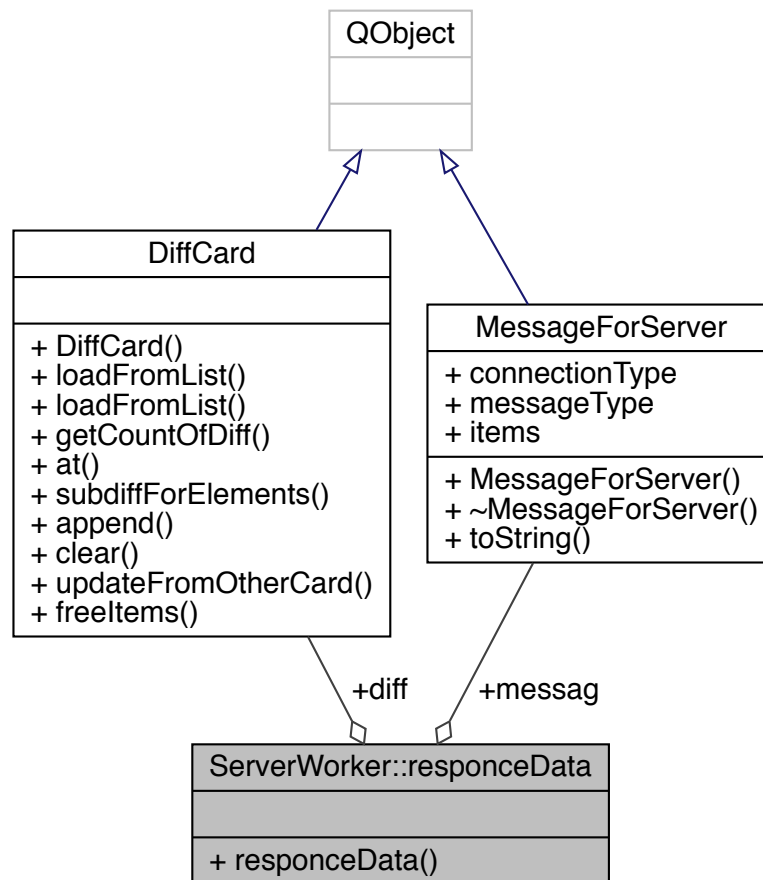 QObject
DiffCard
+ DiffCard()
+ loadFromList()
+ loadFromList()
+ getCountOfDiff()
+ at()
+ subdiffForElements()
+ append()
+ clear()
+ updateFromOtherCard()
+ freeItems()
MessageForServer
+ connectionType
+ messageType
+ items
+ MessageForServer()
+ ~MessageForServer()
+ toString()
+diff
+messag
ServerWorker::responceData
+ responceData()